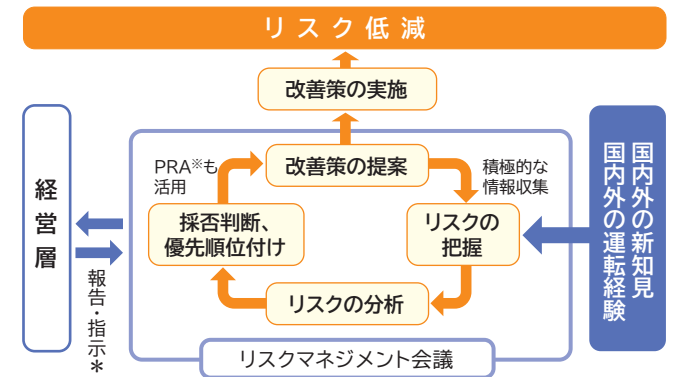 リスク低減
改善策の実施
経営層
報告・指示＊
PRA※も
活用
改善策の提案
積極的な
情報収集
採否判断、
優先順位付け
リスクの
把握
リスクの分析
リスクマネジメント会議
国内外の新知見
国内外の運転経験